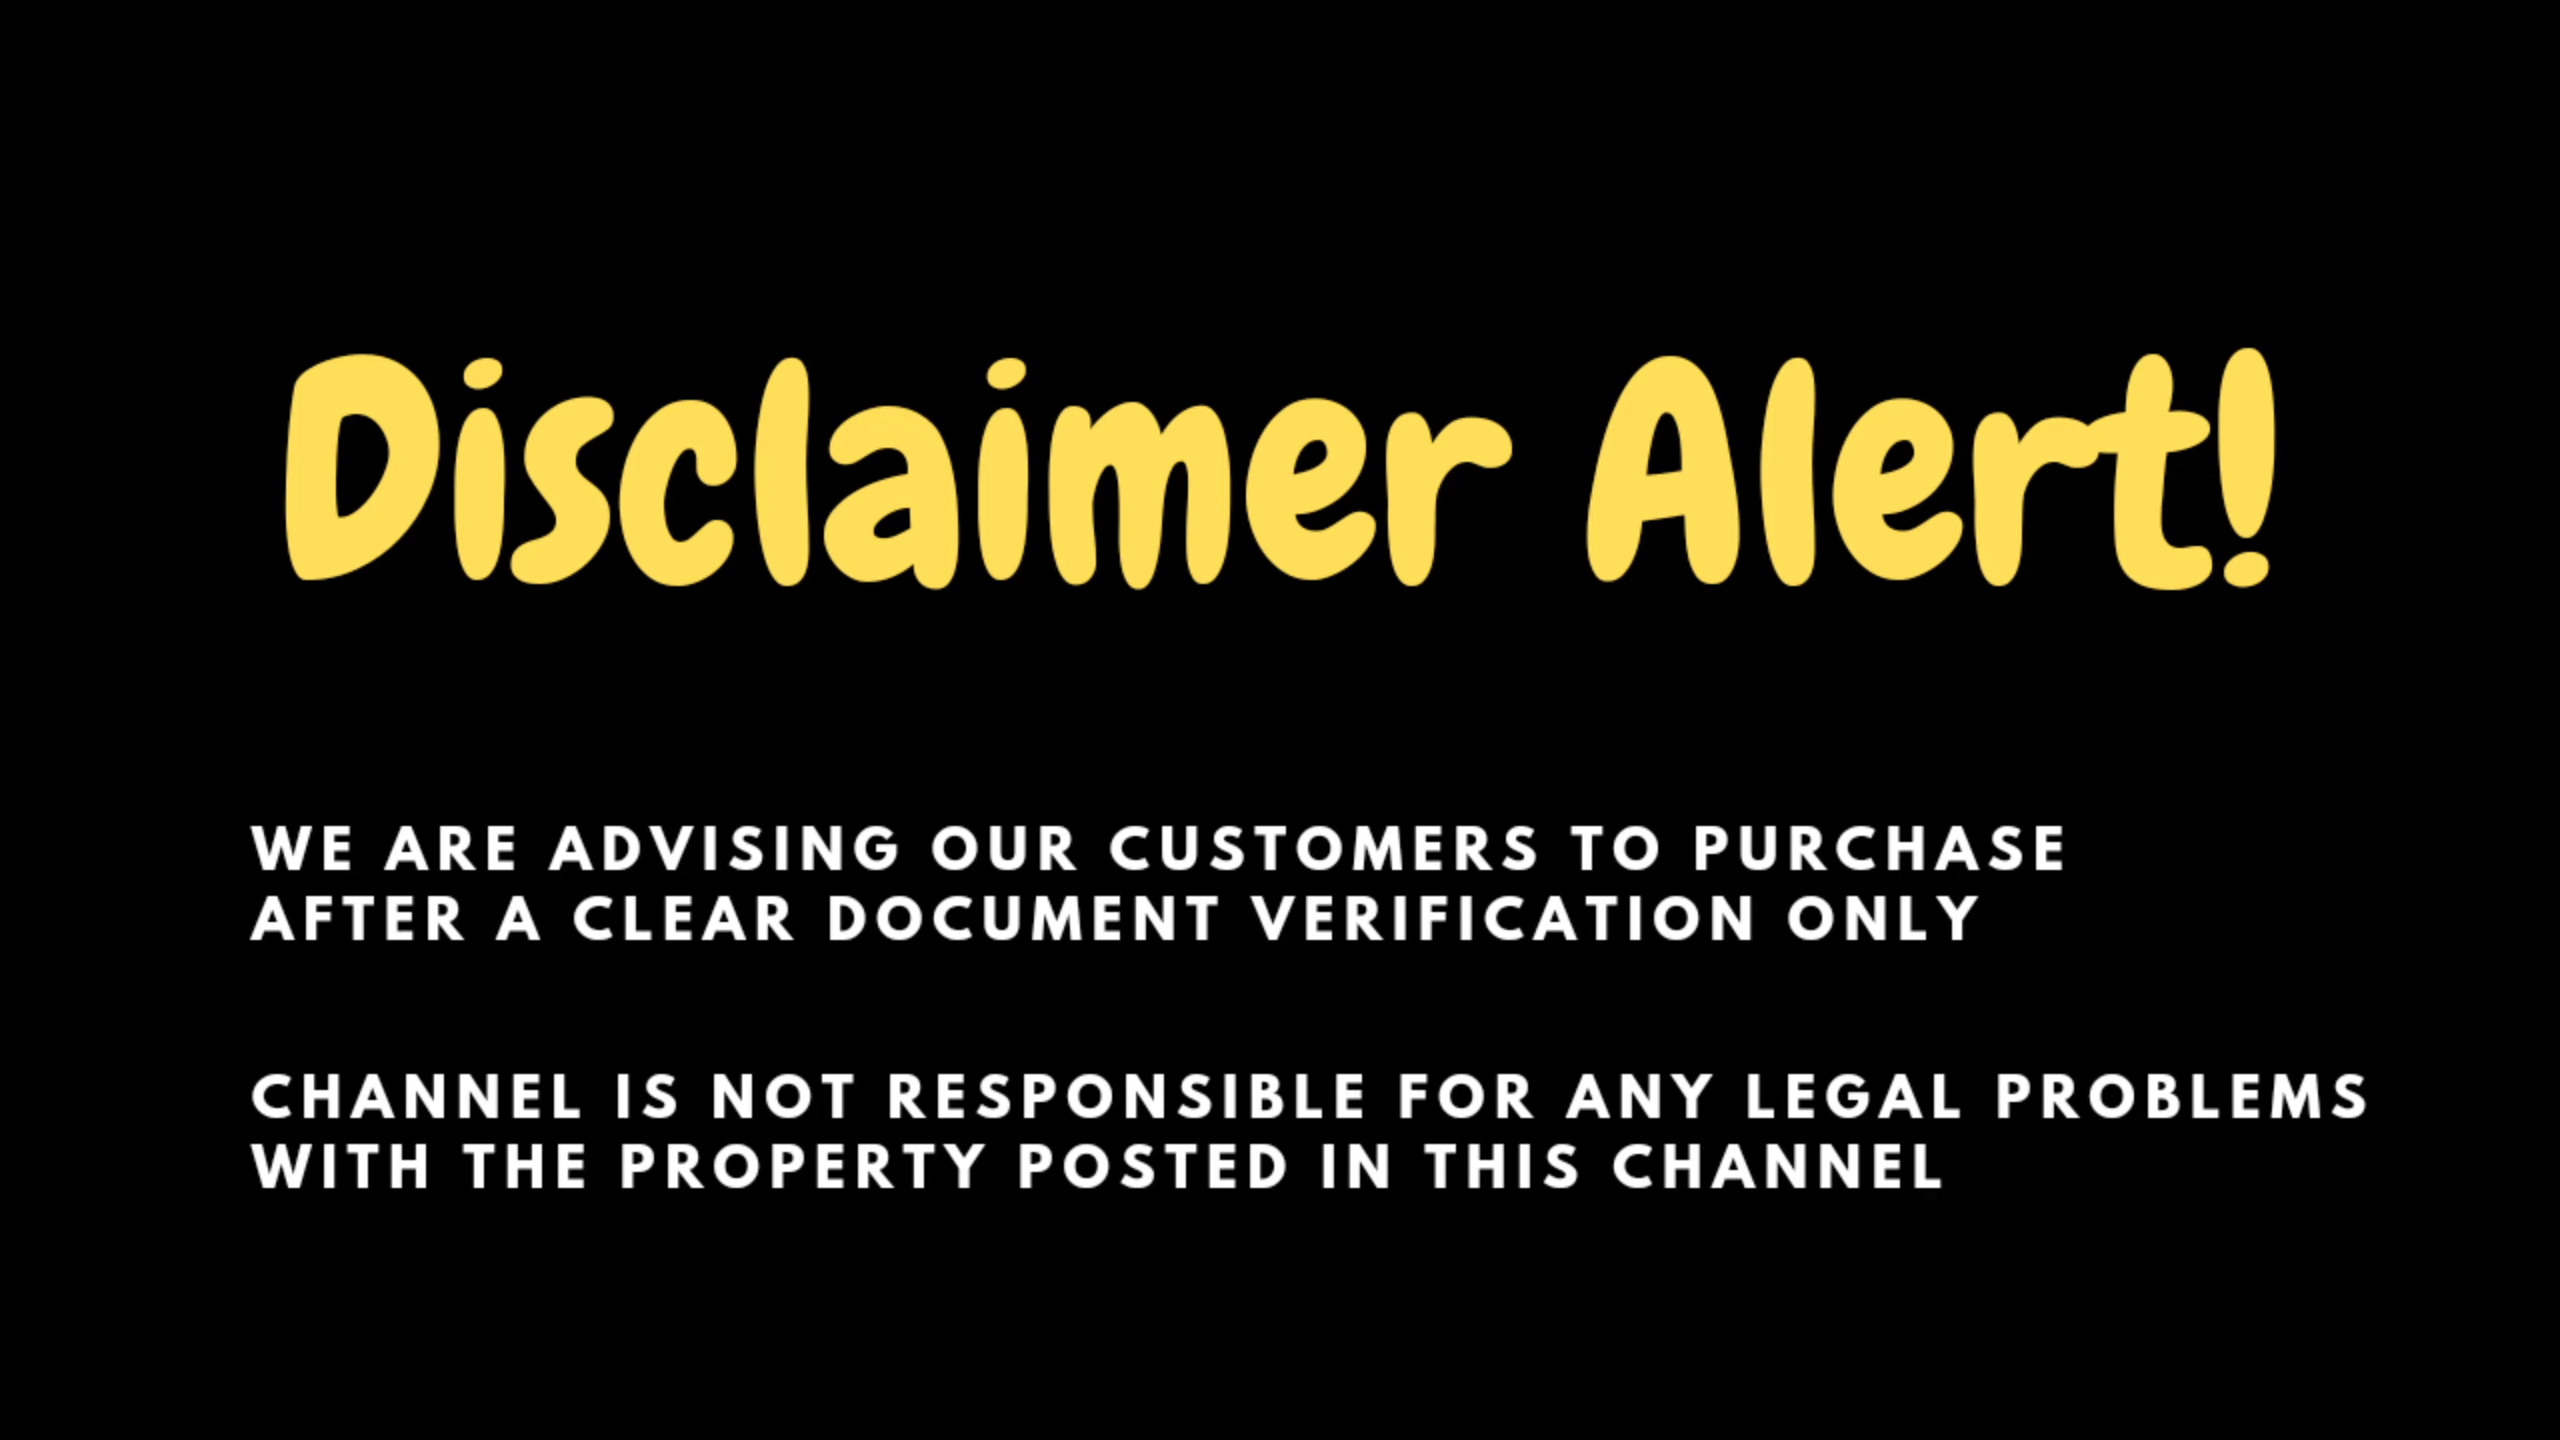 Disclaimer Alert!
WE ARE ADVISING OUR CUSTOMERS TO PURCHASE
AFTER A CLEAR DOCUMENT VERIFICATION ONLY
CHANNEL IS NOT RESPONSIBLE FOR ANY LEGAL PROBLEMS
WITH THE PROPERTY POSTED IN THIS CHANNEL